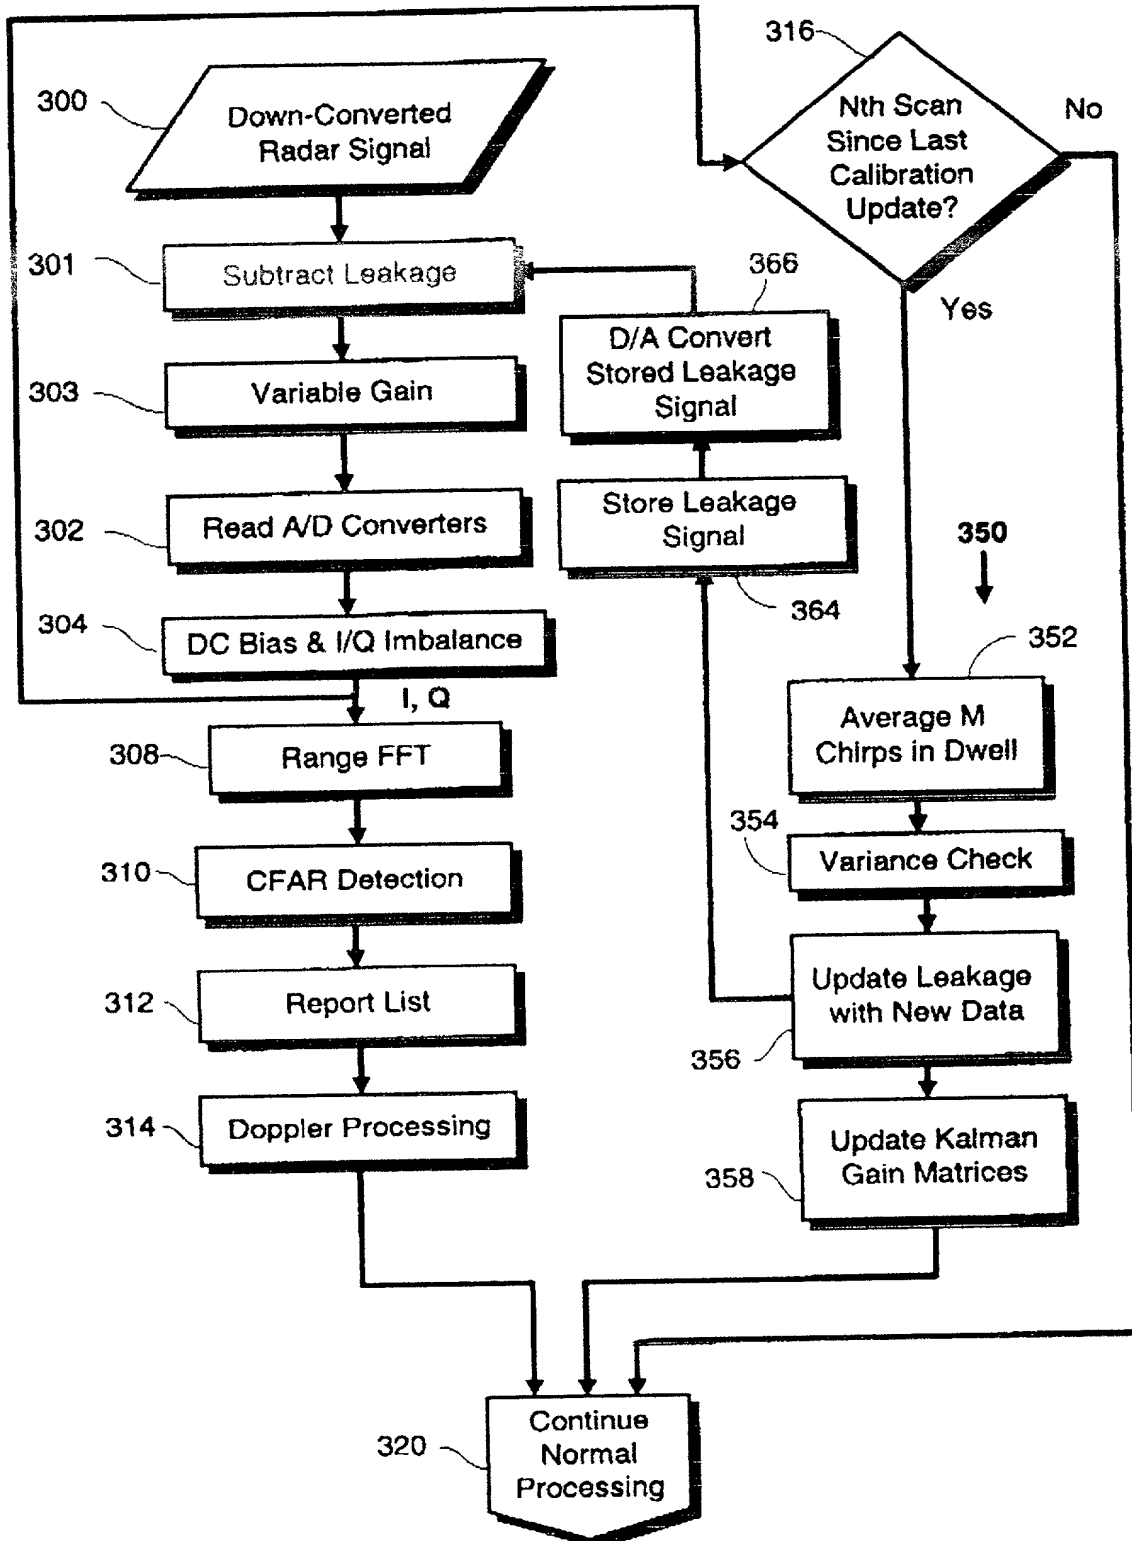 300
Down-Converted
Radar Signal
301
Subtract Leakage
303
Variable Gain
302
Read A/D Converters
304
DC Bias & I/Q Imbalance
I, Q
308
Range FFT
310
CFAR Detection
312
Report List
314
Doppler Processing
316
Nth Scan
Since Last
Calibration
Update?
No
Yes
366
D/A Convert
Stored Leakage
Signal
Store Leakage
Signal
364
350
352
Average M
Chirps in Dwell
354
Variance Check
Update Leakage
with New Data
356
Update Kalman
Gain Matrices
358
320
Continue
Normal
Processing